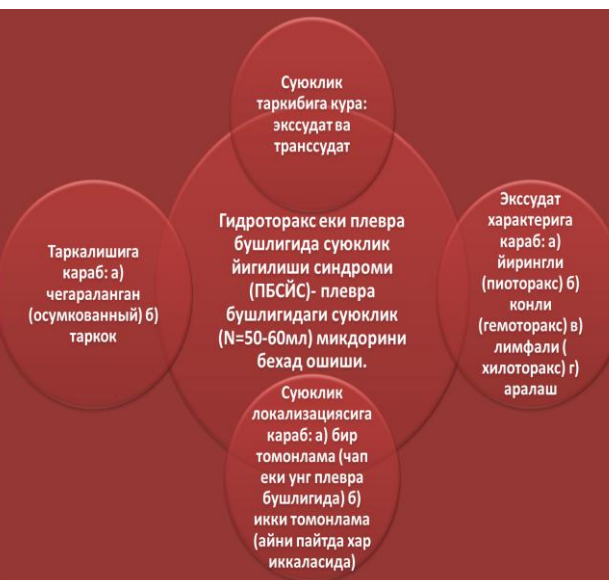 Суюклик
таркибига кура:
экссудат ва
транссудат
Гидроторакс еки плевра
бушлигида суюклик
йигилиши синдроми
(ПБСЙС)- плевра
бушлигидаги суюклик
(N=50-60мл) микдорини
бехад ошиши.
Таркалишига
караб: а)
чегараланган
(осумкованный) б)
таркок
Экссудат
характерига
караб: а)
йирингли
(пиоторакс) б)
конли
(гемоторакс) в)
лимфали (
хилоторакс) г)
аралаш
Суюклик
локализациясига
караб: а) бир
томонлама (чап
еки унг плевра
бушлигида) б)
икки томонлама
(айни пайтда хар
иккаласида)